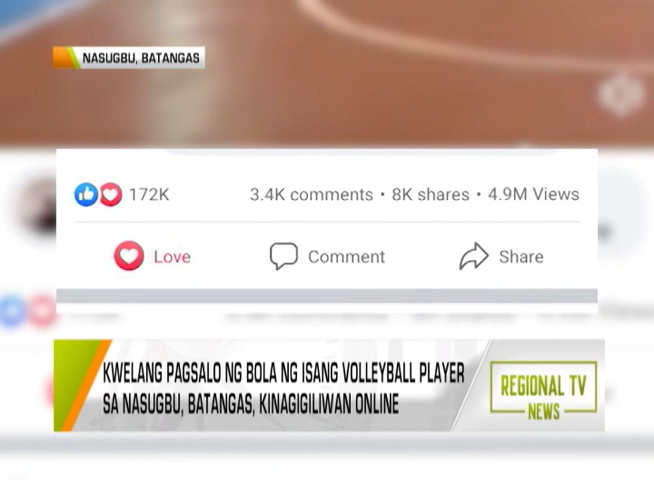 NASUGBU, BATANGAS
172K
3.4K comments • 8K shares • 4.9M Views
Love
Comment
Share
KWELANG PAGSALO NG BOLA NG ISANG VOLLEYBALL PLAYER
SA NASUGBU, BATANGAS, KINAGIGILIWAN ONLINE
REGIONAL TV
NEWS